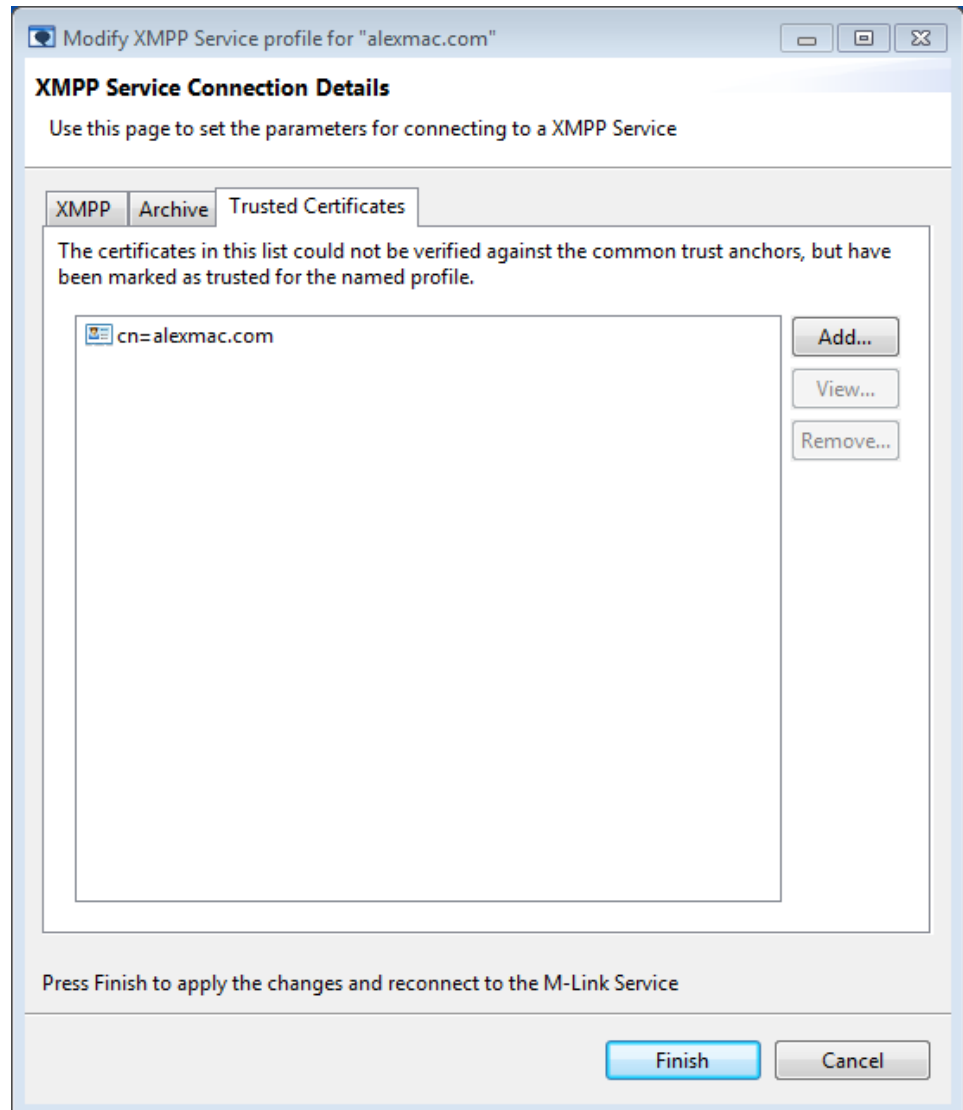 Modify XMPP Service profile for "alexmac.com"
XMPP Service Connection Details
Use this page to set the parameters for connecting to a XMPP Service
XMPP Archive Trusted Certificates
The certificates in this list could not be verified against the common trust anchors, but have
been marked as trusted for the named profile.
cn=alexmac.com
Add...
View...
Remove...
Press Finish to apply the changes and reconnect to the M-Link Service
Finish Cancel